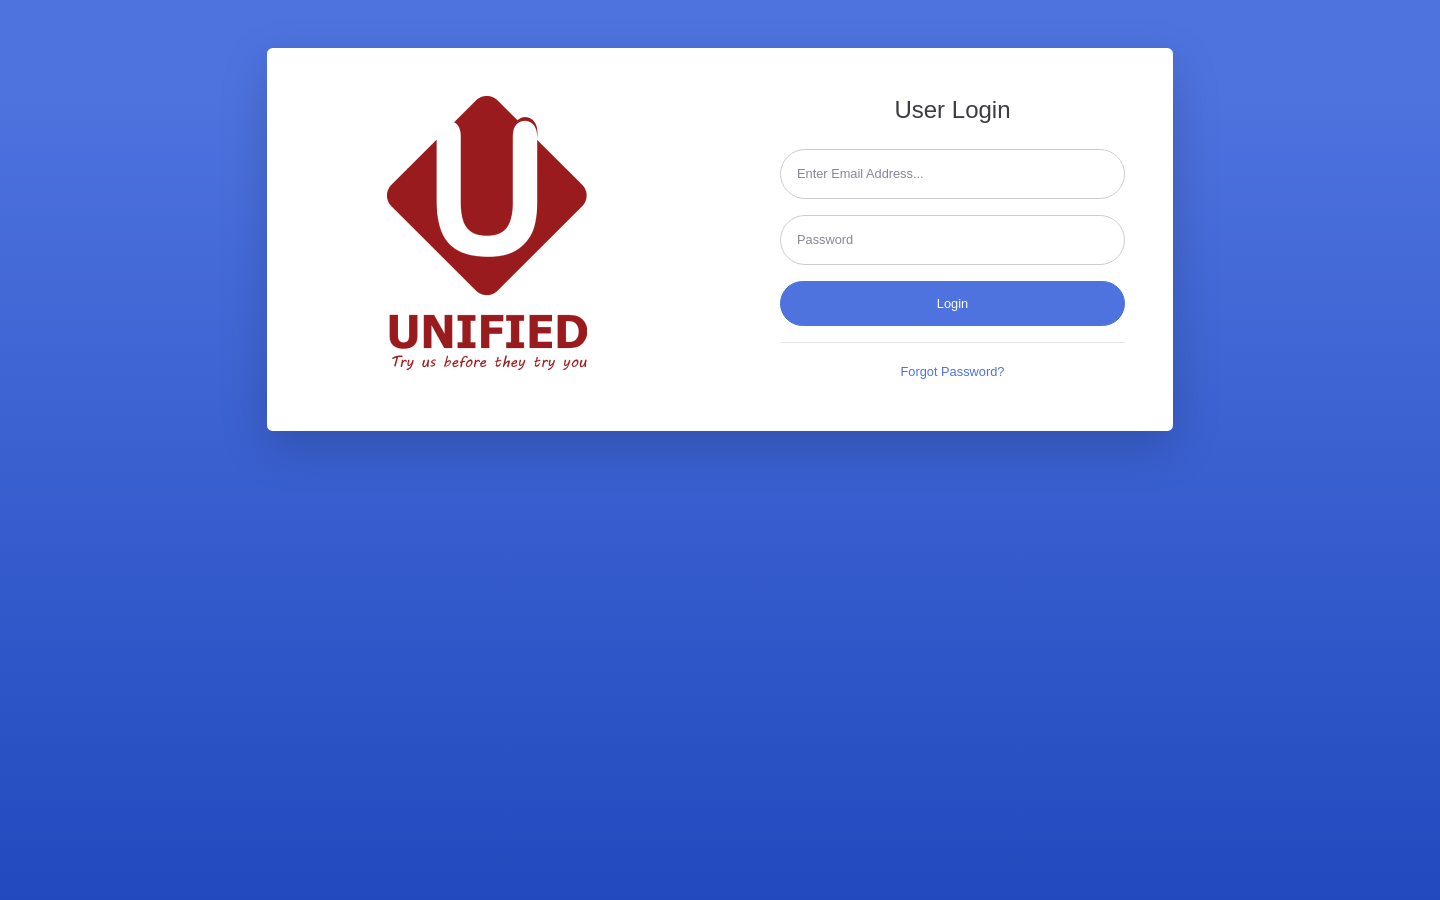 U
UNIFIED
Try us before they try you
User Login
Enter Email Address...
Password
Login
Forgot Password?